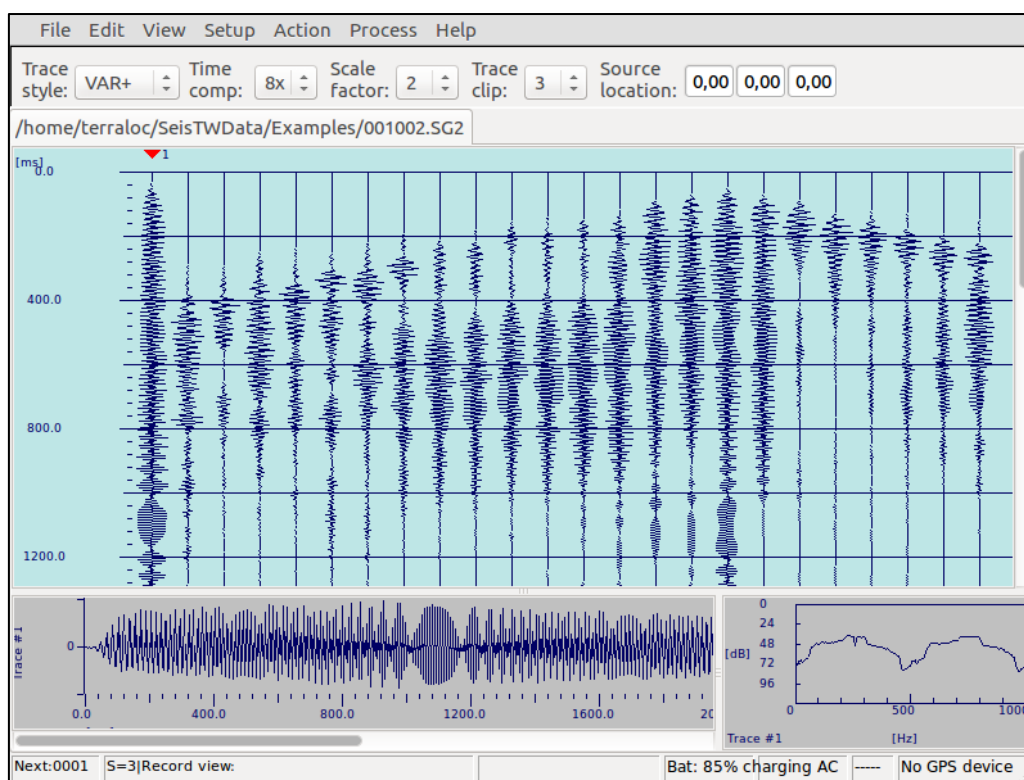 File Edit View Setup Action Process Help
Trace style: VAR+ Time comp: 8x Scale factor: 2 Trace clip: 3 Source location: 0,00 0,00 0,00
/home/terraloc/SeisTWData/Examples/001002.SG2
[ms] 1
0.0
400.0
800.0
1200.0
Trace #1
0
0.0 400.0 800.0 1200.0 1600.0 20
0
24
[dB] 48
72
96
0 500 1000
Trace #1 [Hz]
Next:0001 S=3|Record view: Bat: 85% charging AC ----- No GPS device